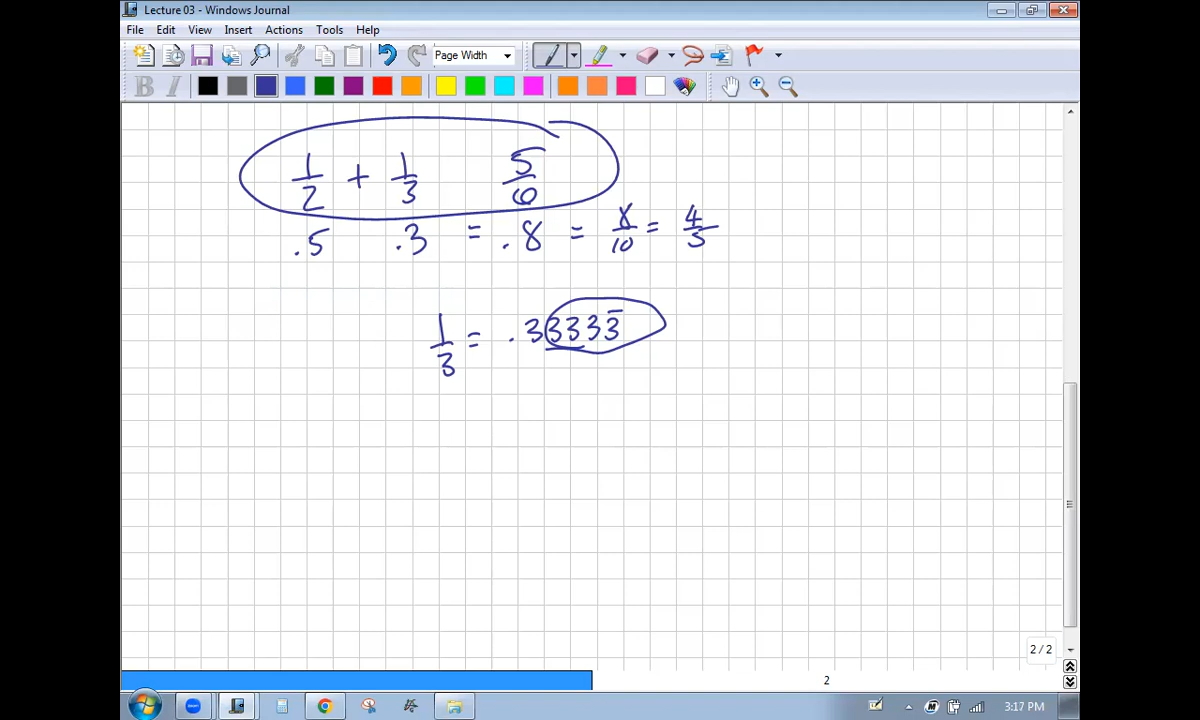 Lecture 03 - Windows Journal
File Edit View Insert Actions Tools Help
Page Width
B I
1/2 + 1/3 5/6
.5 .3 = .8 = 8/10 = 4/5
1/3 = .33333̅
2 / 2
2
3:17 PM